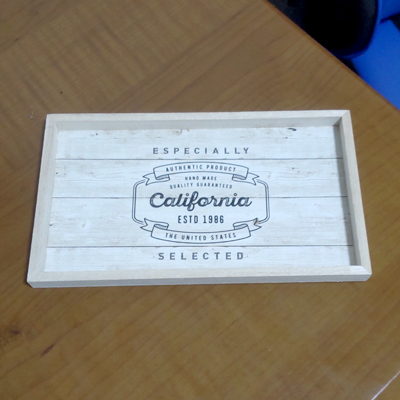 ESPECIALLY
AUTHENTIC PRODUCT
HAND MADE
QUALITY GUARANTEED
California
ESTD 1986
THE UNITED STATES
SELECTED